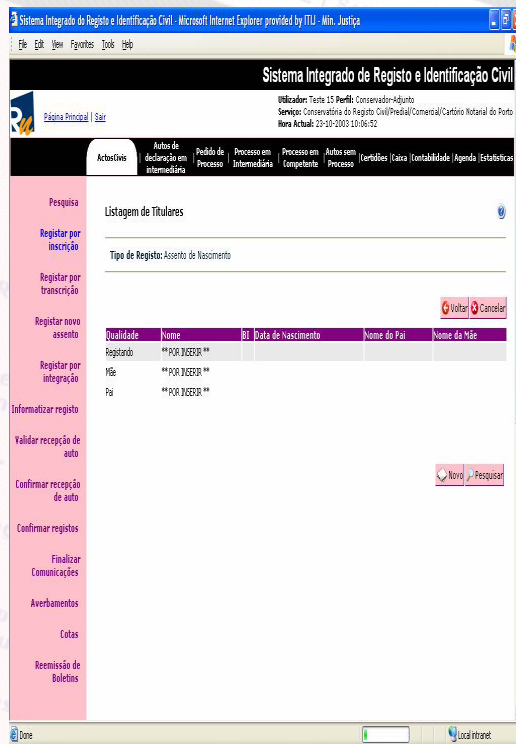 Sistema Integrado do Registo e Identificação Civil - Microsoft Internet Explorer provided by ITIJ - Min. Justiça
File Edit View Favorites Tools Help
Sistema Integrado do Registo e Identificação Civil
Utilizador: Teste 15 Perfil: Conservador-Adjunto
Serviço: Conservatória do Registo Civil/Predial/Comercial/Cartório Notarial do Porto
Hora Actual: 23-10-2003 10:06:52
Página Principal | Sair
ActosCivis | Autos de declaração em intermediária | Pedido de Processo | Processo em Intermediária | Processo em Competente | Autos sem Processo | Certidões | Caixa | Contabilidade | Agenda | Estatísticas
Pesquisa
Registar por
inscrição
Registar por
transcrição
Registar novo
assento
Registar por
integração
Informatizar registo
Validar recepção de
auto
Confirmar recepção
de auto
Confirmar registos
Finalizar
Comunicações
Averbamentos
Cotas
Reemissão de
Boletins
Listagem de Titulares
Tipo de Registo: Assento de Nascimento
Voltar Cancelar
Qualidade Nome BI Data de Nascimento Nome do Pai Nome da Mãe
Registando ** POR INSERIR **
Mãe ** POR INSERIR **
Pai ** POR INSERIR **
Novo Pesquisar
Done Local intranet